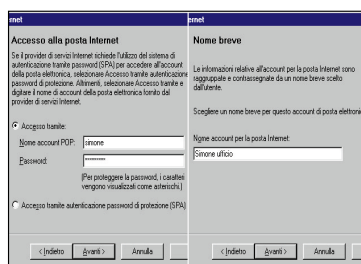 rnet
Accesso alla posta Internet
Se il provider di servizi Internet richiede l'utilizzo del sistema di
autenticazione tramite password (SPA) per accedere all'account
della posta elettronica, selezionare Accesso tramite autenticazione
password di protezione. Altrimenti, selezionare Accesso tramite e
digitare il nome di account della posta elettronica fornito dal
provider di servizi Internet.
Accesso tramite:
Nome account POP: simone
Password: *********
(Per proteggere la password, i caratteri
vengono visualizzati come asterischi.)
Accesso tramite autenticazione password di protezione (SPA)
< Indietro Avanti > Annulla
ernet
Nome breve
Le informazioni relative all'account per la posta Internet sono
raggruppate e contrassegnate da un nome breve scelto
dall'utente.
Scegliere un nome breve per questo account di posta elettroni
Nome account per la posta Internet:
Simone ufficio
< Indietro Avanti > Annulla